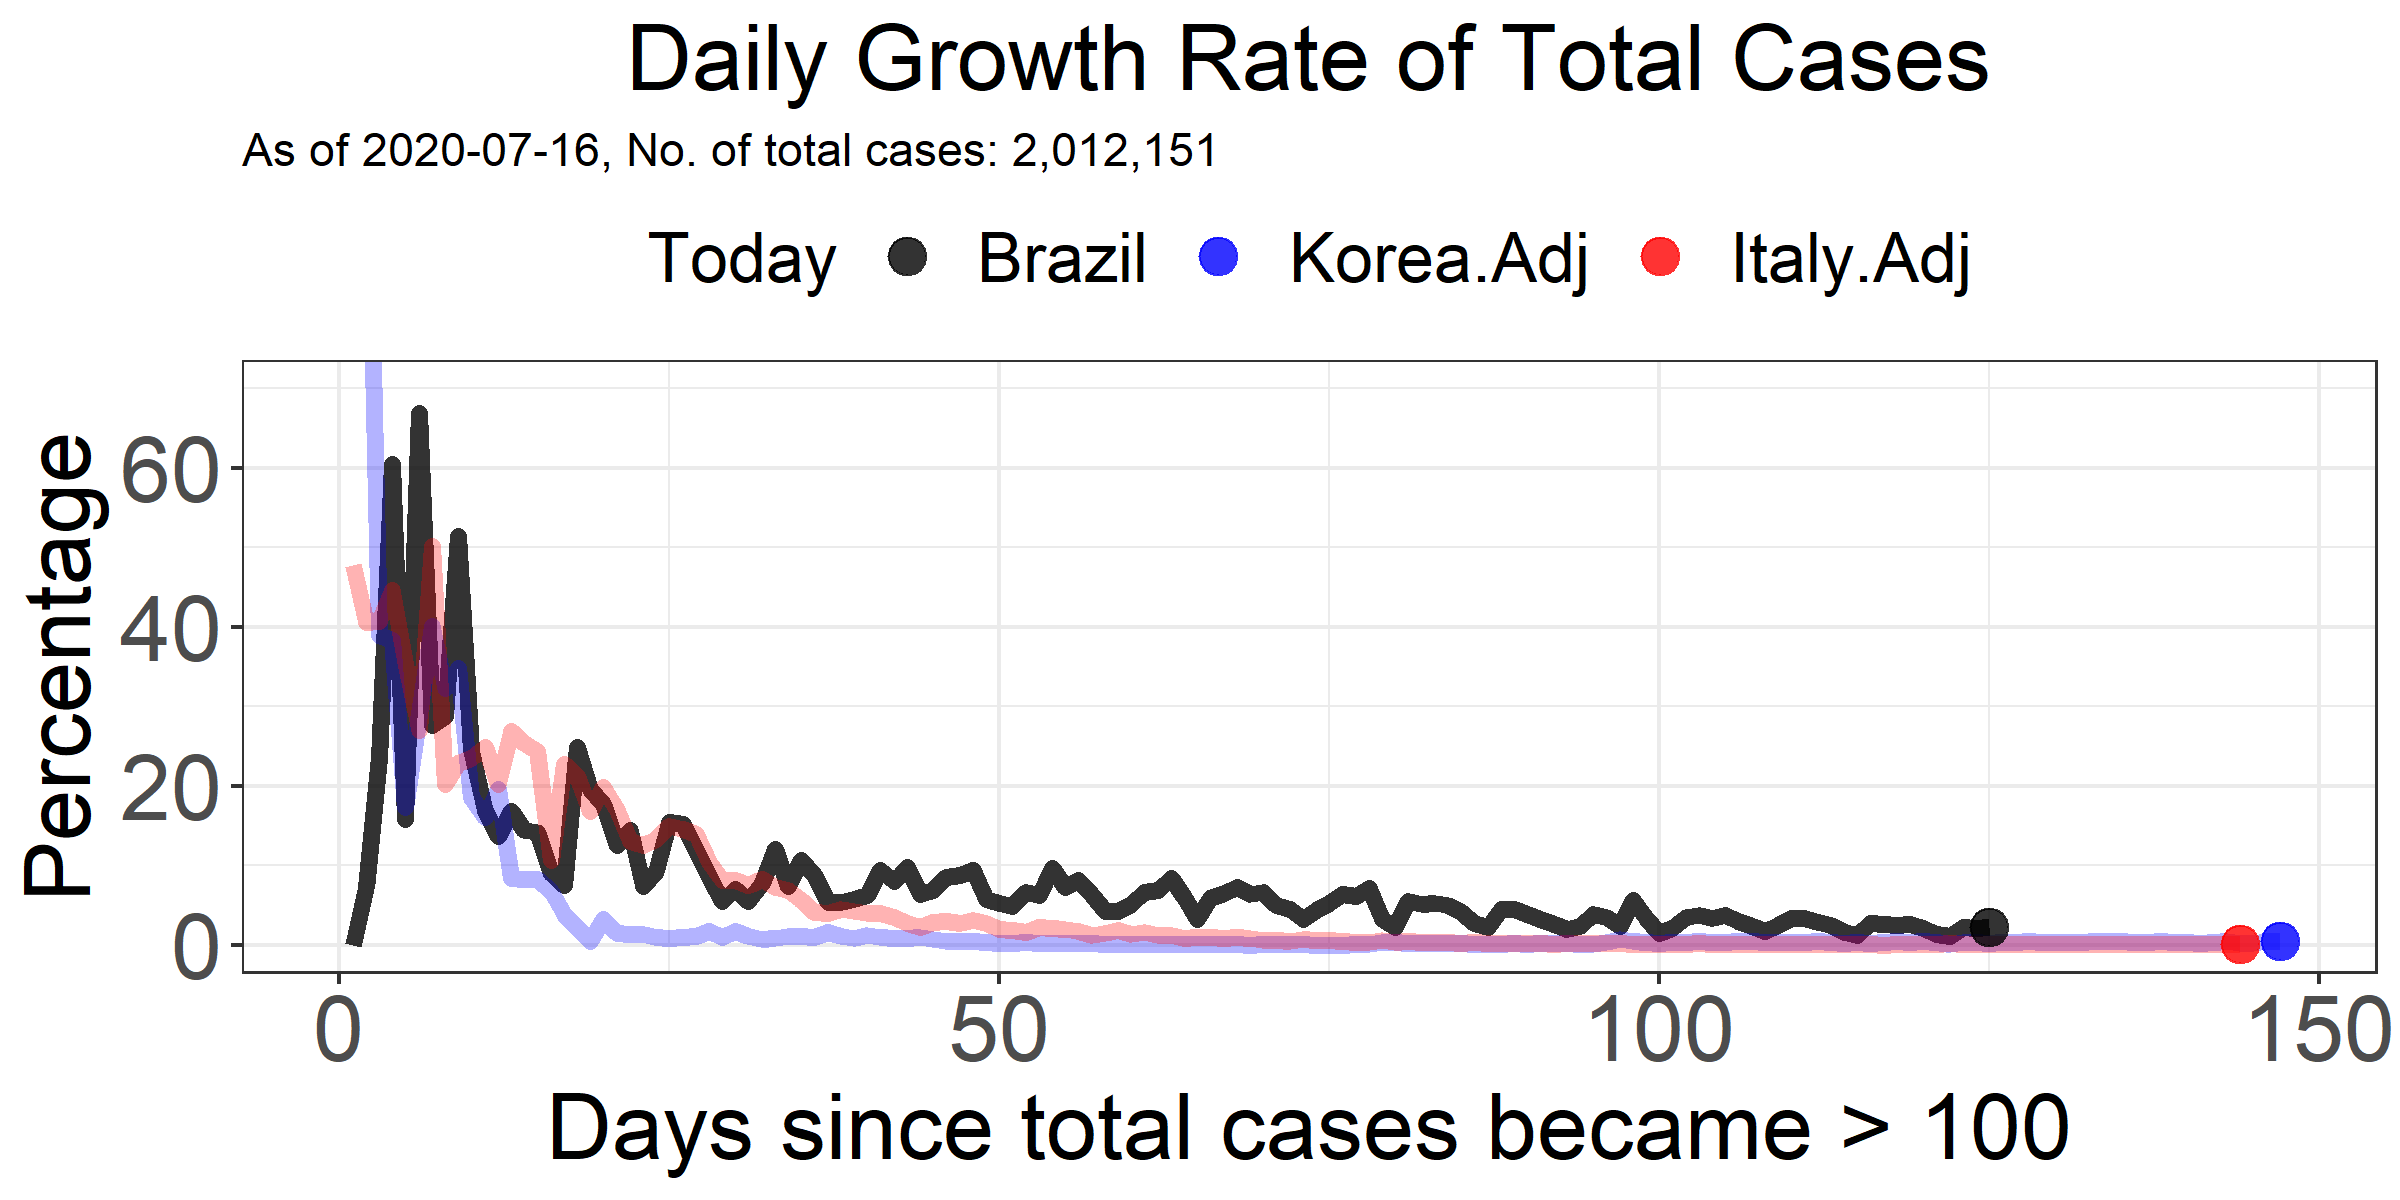 Daily Growth Rate of Total Cases
As of 2020-07-16, No. of total cases: 2,012,151
Today Brazil Korea.Adj Italy.Adj
Percentage
60
40
20
0
0 50 100 150
Days since total cases became > 100